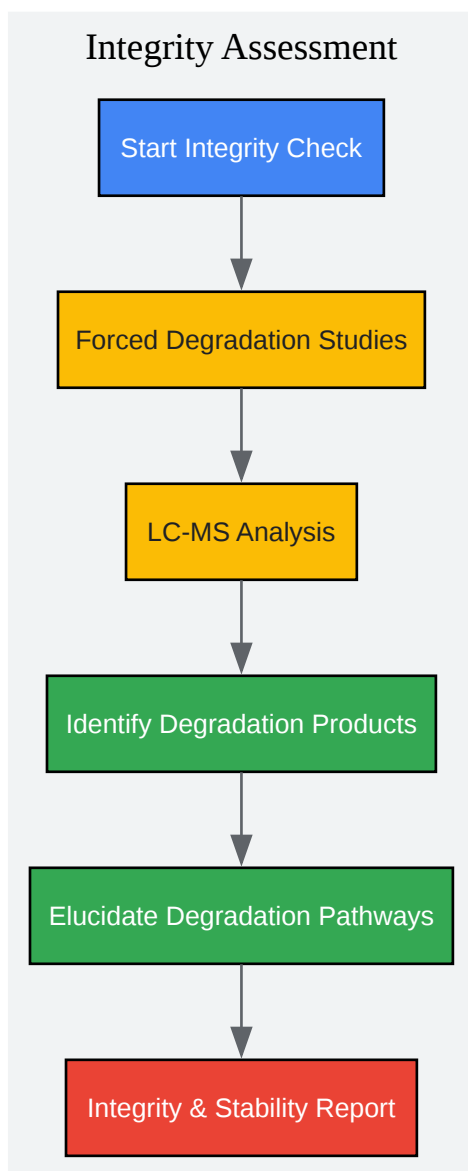 Integrity Assessment
Start Integrity Check
Forced Degradation Studies
LC-MS Analysis
Identify Degradation Products
Elucidate Degradation Pathways
Integrity & Stability Report